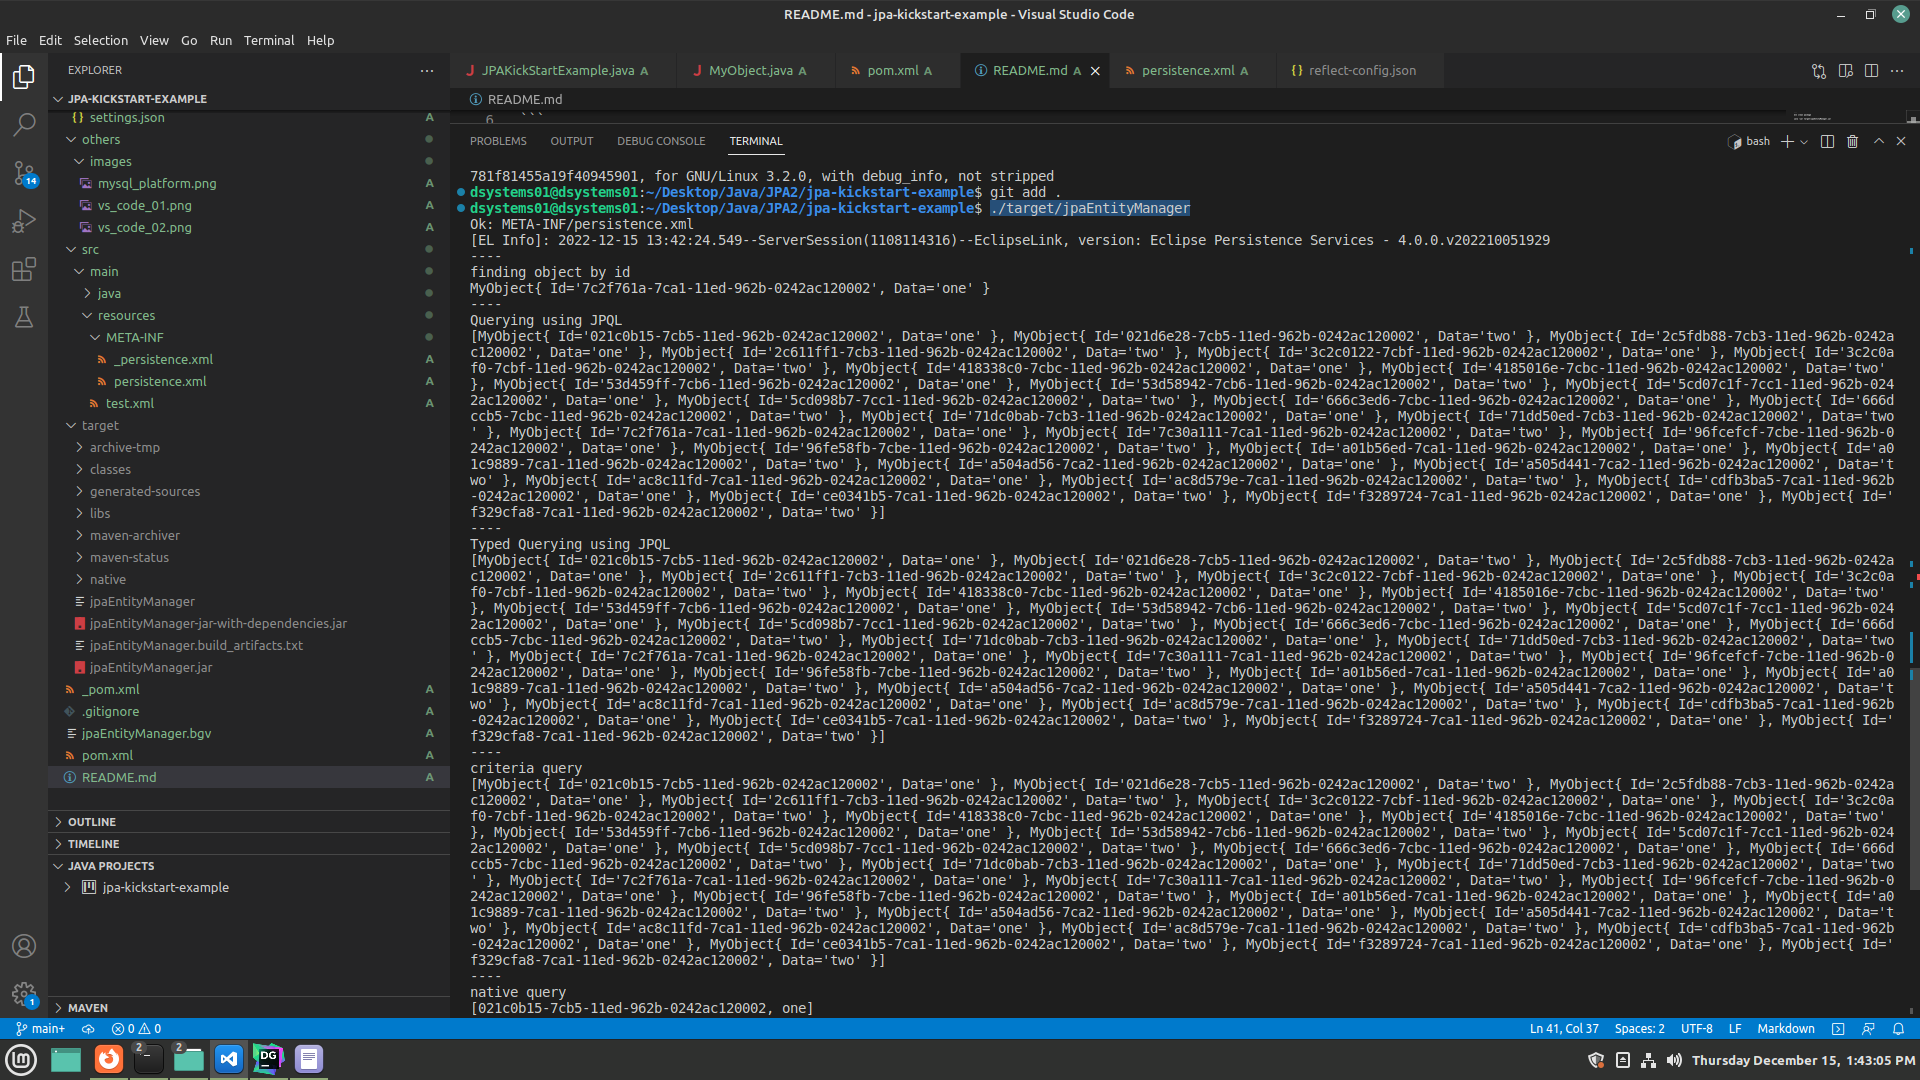 README.md - jpa-kickstart-example - Visual Studio Code
File Edit Selection View Go Run Terminal Help
EXPLORER
JPA-KICKSTART-EXAMPLE
{} settings.json A
others
images
mysql_platform.png A
vs_code_01.png A
vs_code_02.png A
src
main
java
resources
META-INF
_persistence.xml A
persistence.xml A
test.xml A
target
archive-tmp
classes
generated-sources
libs
maven-archiver
maven-status
native
jpaEntityManager
jpaEntityManager-jar-with-dependencies.jar
jpaEntityManager.build_artifacts.txt
jpaEntityManager.jar
_pom.xml A
.gitignore A
jpaEntityManager.bgv A
pom.xml A
README.md A
OUTLINE
TIMELINE
JAVA PROJECTS
jpa-kickstart-example
MAVEN
14
1
J JPAKickStartExample.java A
J MyObject.java A
pom.xml A
README.md A
persistence.xml A
{} reflect-config.json
README.md
6 ```
PROBLEMS OUTPUT DEBUG CONSOLE TERMINAL
bash
781f81455a19f40945901, for GNU/Linux 3.2.0, with debug_info, not stripped
dsystems01@dsystems01:~/Desktop/Java/JPA2/jpa-kickstart-example$ git add .
dsystems01@dsystems01:~/Desktop/Java/JPA2/jpa-kickstart-example$ ./target/jpaEntityManager
Ok: META-INF/persistence.xml
[EL Info]: 2022-12-15 13:42:24.549--ServerSession(1108114316)--EclipseLink, version: Eclipse Persistence Services - 4.0.0.v202210051929
----
finding object by id
MyObject{ Id='7c2f761a-7ca1-11ed-962b-0242ac120002', Data='one' }
----
Querying using JPQL
[MyObject{ Id='021c0b15-7cb5-11ed-962b-0242ac120002', Data='one' }, MyObject{ Id='021d6e28-7cb5-11ed-962b-0242ac120002', Data='two' }, MyObject{ Id='2c5fdb88-7cb3-11ed-962b-0242a
c120002', Data='one' }, MyObject{ Id='2c611ff1-7cb3-11ed-962b-0242ac120002', Data='two' }, MyObject{ Id='3c2c0122-7cbf-11ed-962b-0242ac120002', Data='one' }, MyObject{ Id='3c2c0a
f0-7cbf-11ed-962b-0242ac120002', Data='two' }, MyObject{ Id='418338c0-7cbc-11ed-962b-0242ac120002', Data='one' }, MyObject{ Id='4185016e-7cbc-11ed-962b-0242ac120002', Data='two'
}, MyObject{ Id='53d459ff-7cb6-11ed-962b-0242ac120002', Data='one' }, MyObject{ Id='53d58942-7cb6-11ed-962b-0242ac120002', Data='two' }, MyObject{ Id='5cd07c1f-7cc1-11ed-962b-024
2ac120002', Data='one' }, MyObject{ Id='5cd098b7-7cc1-11ed-962b-0242ac120002', Data='two' }, MyObject{ Id='666c3ed6-7cbc-11ed-962b-0242ac120002', Data='one' }, MyObject{ Id='666d
ccb5-7cbc-11ed-962b-0242ac120002', Data='two' }, MyObject{ Id='71dc0bab-7cb3-11ed-962b-0242ac120002', Data='one' }, MyObject{ Id='71dd50ed-7cb3-11ed-962b-0242ac120002', Data='two
' }, MyObject{ Id='7c2f761a-7ca1-11ed-962b-0242ac120002', Data='one' }, MyObject{ Id='7c30a111-7ca1-11ed-962b-0242ac120002', Data='two' }, MyObject{ Id='96fcefcf-7cbe-11ed-962b-0
242ac120002', Data='one' }, MyObject{ Id='96fe58fb-7cbe-11ed-962b-0242ac120002', Data='two' }, MyObject{ Id='a01b56ed-7ca1-11ed-962b-0242ac120002', Data='one' }, MyObject{ Id='a0
1c9889-7ca1-11ed-962b-0242ac120002', Data='two' }, MyObject{ Id='a504ad56-7ca2-11ed-962b-0242ac120002', Data='one' }, MyObject{ Id='a505d441-7ca2-11ed-962b-0242ac120002', Data='t
wo' }, MyObject{ Id='ac8c11fd-7ca1-11ed-962b-0242ac120002', Data='one' }, MyObject{ Id='ac8d579e-7ca1-11ed-962b-0242ac120002', Data='two' }, MyObject{ Id='cdfb3ba5-7ca1-11ed-962b
-0242ac120002', Data='one' }, MyObject{ Id='ce0341b5-7ca1-11ed-962b-0242ac120002', Data='two' }, MyObject{ Id='f3289724-7ca1-11ed-962b-0242ac120002', Data='one' }, MyObject{ Id='
f329cfa8-7ca1-11ed-962b-0242ac120002', Data='two' }]
----
Typed Querying using JPQL
[MyObject{ Id='021c0b15-7cb5-11ed-962b-0242ac120002', Data='one' }, MyObject{ Id='021d6e28-7cb5-11ed-962b-0242ac120002', Data='two' }, MyObject{ Id='2c5fdb88-7cb3-11ed-962b-0242a
c120002', Data='one' }, MyObject{ Id='2c611ff1-7cb3-11ed-962b-0242ac120002', Data='two' }, MyObject{ Id='3c2c0122-7cbf-11ed-962b-0242ac120002', Data='one' }, MyObject{ Id='3c2c0a
f0-7cbf-11ed-962b-0242ac120002', Data='two' }, MyObject{ Id='418338c0-7cbc-11ed-962b-0242ac120002', Data='one' }, MyObject{ Id='4185016e-7cbc-11ed-962b-0242ac120002', Data='two'
}, MyObject{ Id='53d459ff-7cb6-11ed-962b-0242ac120002', Data='one' }, MyObject{ Id='53d58942-7cb6-11ed-962b-0242ac120002', Data='two' }, MyObject{ Id='5cd07c1f-7cc1-11ed-962b-024
2ac120002', Data='one' }, MyObject{ Id='5cd098b7-7cc1-11ed-962b-0242ac120002', Data='two' }, MyObject{ Id='666c3ed6-7cbc-11ed-962b-0242ac120002', Data='one' }, MyObject{ Id='666d
ccb5-7cbc-11ed-962b-0242ac120002', Data='two' }, MyObject{ Id='71dc0bab-7cb3-11ed-962b-0242ac120002', Data='one' }, MyObject{ Id='71dd50ed-7cb3-11ed-962b-0242ac120002', Data='two
' }, MyObject{ Id='7c2f761a-7ca1-11ed-962b-0242ac120002', Data='one' }, MyObject{ Id='7c30a111-7ca1-11ed-962b-0242ac120002', Data='two' }, MyObject{ Id='96fcefcf-7cbe-11ed-962b-0
242ac120002', Data='one' }, MyObject{ Id='96fe58fb-7cbe-11ed-962b-0242ac120002', Data='two' }, MyObject{ Id='a01b56ed-7ca1-11ed-962b-0242ac120002', Data='one' }, MyObject{ Id='a0
1c9889-7ca1-11ed-962b-0242ac120002', Data='two' }, MyObject{ Id='a504ad56-7ca2-11ed-962b-0242ac120002', Data='one' }, MyObject{ Id='a505d441-7ca2-11ed-962b-0242ac120002', Data='t
wo' }, MyObject{ Id='ac8c11fd-7ca1-11ed-962b-0242ac120002', Data='one' }, MyObject{ Id='ac8d579e-7ca1-11ed-962b-0242ac120002', Data='two' }, MyObject{ Id='cdfb3ba5-7ca1-11ed-962b
-0242ac120002', Data='one' }, MyObject{ Id='ce0341b5-7ca1-11ed-962b-0242ac120002', Data='two' }, MyObject{ Id='f3289724-7ca1-11ed-962b-0242ac120002', Data='one' }, MyObject{ Id='
f329cfa8-7ca1-11ed-962b-0242ac120002', Data='two' }]
----
criteria query
[MyObject{ Id='021c0b15-7cb5-11ed-962b-0242ac120002', Data='one' }, MyObject{ Id='021d6e28-7cb5-11ed-962b-0242ac120002', Data='two' }, MyObject{ Id='2c5fdb88-7cb3-11ed-962b-0242a
c120002', Data='one' }, MyObject{ Id='2c611ff1-7cb3-11ed-962b-0242ac120002', Data='two' }, MyObject{ Id='3c2c0122-7cbf-11ed-962b-0242ac120002', Data='one' }, MyObject{ Id='3c2c0a
f0-7cbf-11ed-962b-0242ac120002', Data='two' }, MyObject{ Id='418338c0-7cbc-11ed-962b-0242ac120002', Data='one' }, MyObject{ Id='4185016e-7cbc-11ed-962b-0242ac120002', Data='two'
}, MyObject{ Id='53d459ff-7cb6-11ed-962b-0242ac120002', Data='one' }, MyObject{ Id='53d58942-7cb6-11ed-962b-0242ac120002', Data='two' }, MyObject{ Id='5cd07c1f-7cc1-11ed-962b-024
2ac120002', Data='one' }, MyObject{ Id='5cd098b7-7cc1-11ed-962b-0242ac120002', Data='two' }, MyObject{ Id='666c3ed6-7cbc-11ed-962b-0242ac120002', Data='one' }, MyObject{ Id='666d
ccb5-7cbc-11ed-962b-0242ac120002', Data='two' }, MyObject{ Id='71dc0bab-7cb3-11ed-962b-0242ac120002', Data='one' }, MyObject{ Id='71dd50ed-7cb3-11ed-962b-0242ac120002', Data='two
' }, MyObject{ Id='7c2f761a-7ca1-11ed-962b-0242ac120002', Data='one' }, MyObject{ Id='7c30a111-7ca1-11ed-962b-0242ac120002', Data='two' }, MyObject{ Id='96fcefcf-7cbe-11ed-962b-0
242ac120002', Data='one' }, MyObject{ Id='96fe58fb-7cbe-11ed-962b-0242ac120002', Data='two' }, MyObject{ Id='a01b56ed-7ca1-11ed-962b-0242ac120002', Data='one' }, MyObject{ Id='a0
1c9889-7ca1-11ed-962b-0242ac120002', Data='two' }, MyObject{ Id='a504ad56-7ca2-11ed-962b-0242ac120002', Data='one' }, MyObject{ Id='a505d441-7ca2-11ed-962b-0242ac120002', Data='t
wo' }, MyObject{ Id='ac8c11fd-7ca1-11ed-962b-0242ac120002', Data='one' }, MyObject{ Id='ac8d579e-7ca1-11ed-962b-0242ac120002', Data='two' }, MyObject{ Id='cdfb3ba5-7ca1-11ed-962b
-0242ac120002', Data='one' }, MyObject{ Id='ce0341b5-7ca1-11ed-962b-0242ac120002', Data='two' }, MyObject{ Id='f3289724-7ca1-11ed-962b-0242ac120002', Data='one' }, MyObject{ Id='
f329cfa8-7ca1-11ed-962b-0242ac120002', Data='two' }]
----
native query
[021c0b15-7cb5-11ed-962b-0242ac120002, one]
main+ 0 0
Ln 41, Col 37 Spaces: 2 UTF-8 LF Markdown
lm 2 2 DG
Thursday December 15, 1:43:05 PM